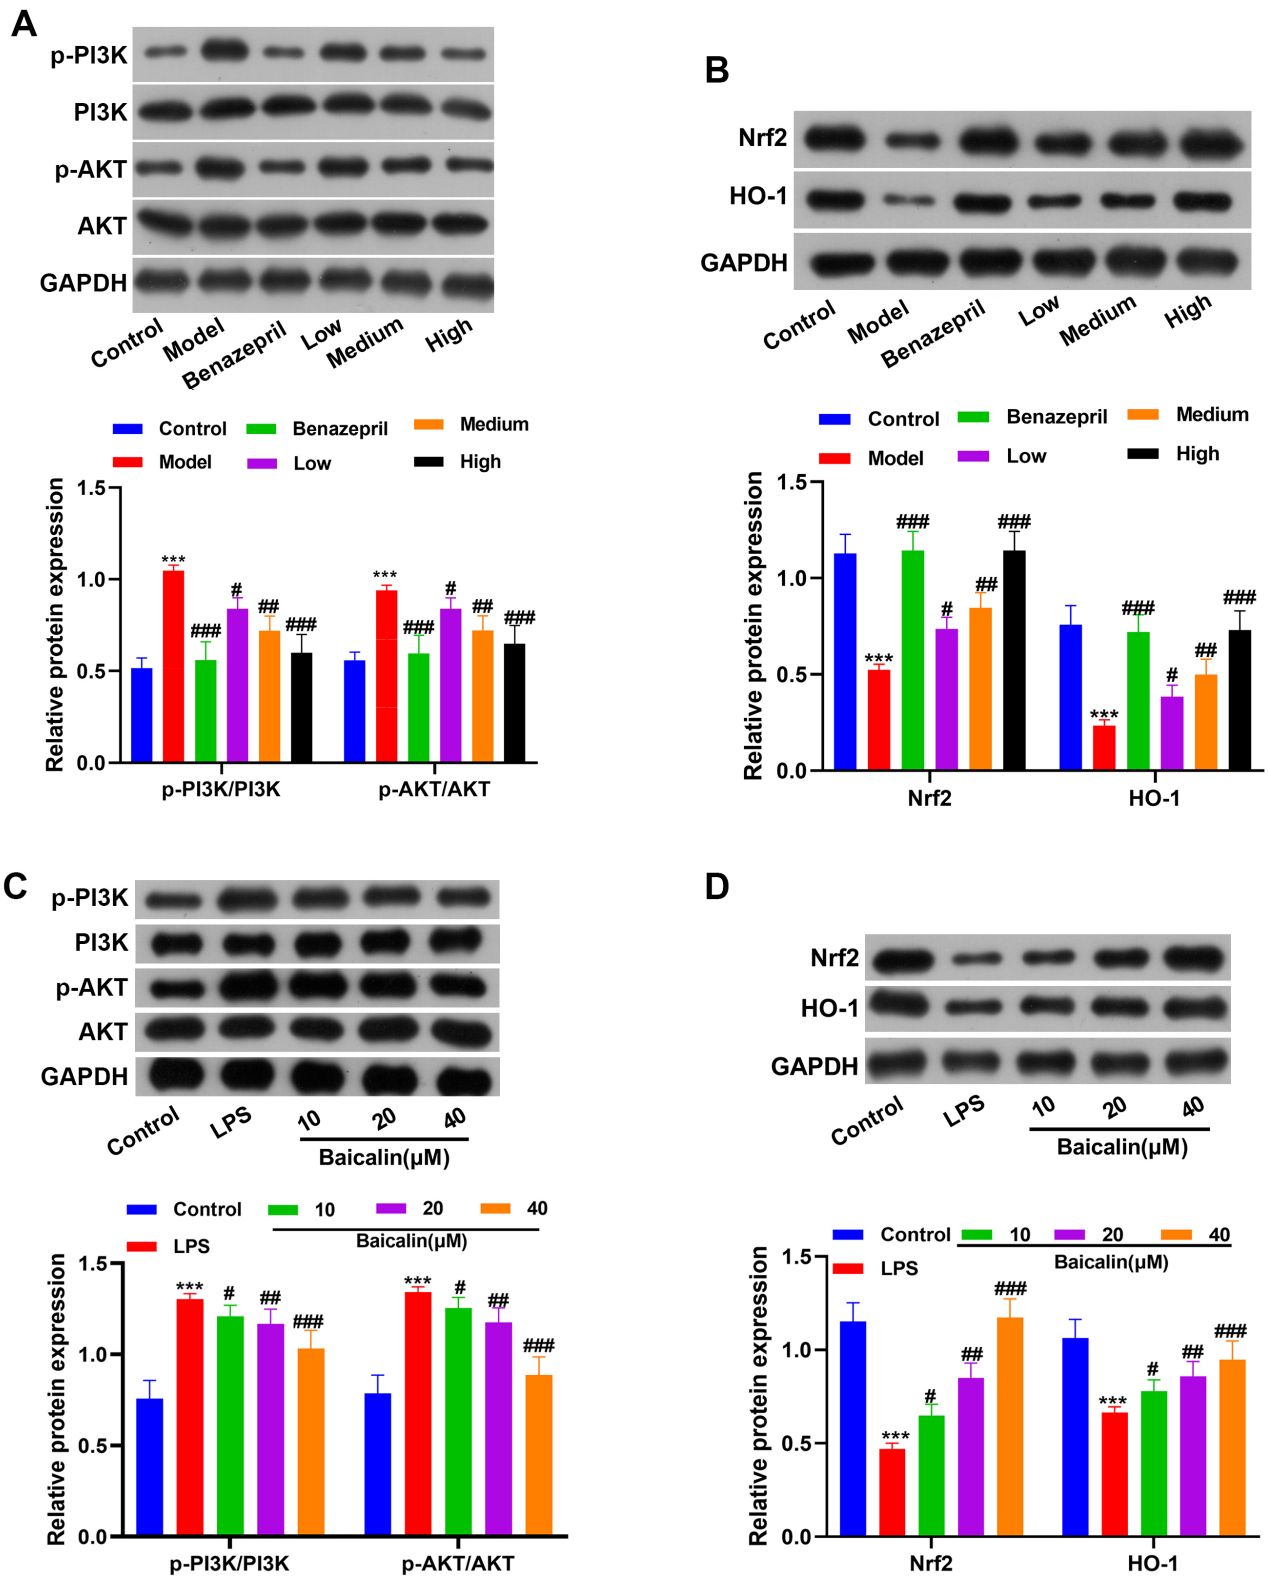 A
p-PI3K
PI3K
p-AKT
AKT
GAPDH
Control Model Benazepril Low Medium High
Control Benazepril Medium
Model Low High
Relative protein expression
1.5
1.0
0.5
0.0
*** ### # ## ###
*** ### # ## ###
p-PI3K/PI3K p-AKT/AKT
B
Nrf2
HO-1
GAPDH
Control Model Benazepril Low Medium High
Control Benazepril Medium
Model Low High
Relative protein expression
1.5
1.0
0.5
0.0
*** ### # ## ###
*** ### # ## ###
Nrf2 HO-1
C
p-PI3K
PI3K
p-AKT
AKT
GAPDH
Control LPS 10 20 40
Baicalin(μM)
Control 10 20 40
LPS Baicalin(μM)
Relative protein expression
1.5
1.0
0.5
0.0
*** # ## ###
*** # ## ###
p-PI3K/PI3K p-AKT/AKT
D
Nrf2
HO-1
GAPDH
Control LPS 10 20 40
Baicalin(μM)
Control 10 20 40
LPS Baicalin(μM)
Relative protein expression
1.5
1.0
0.5
0.0
*** # ## ###
*** # ## ###
Nrf2 HO-1